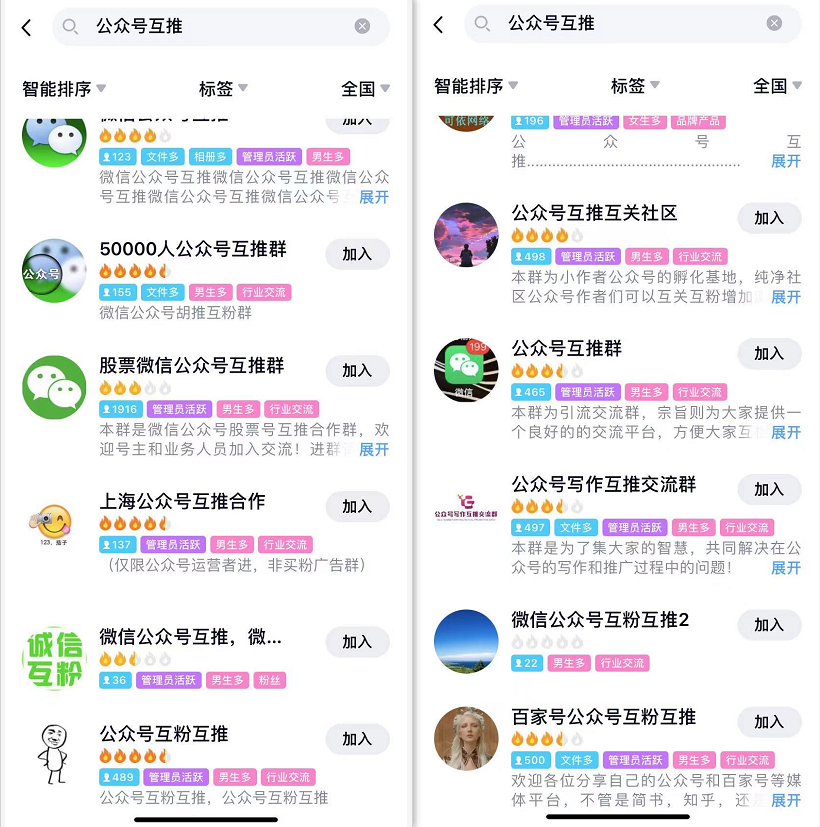 公众号互推
智能排序
标签
全国
微信公众号互推
加入
123 文件多 相册多 管理员活跃 男生多
微信公众号互推微信公众号互推微信公众
号互推微信公众号互推微信公众号 展开
公众号
50000人公众号互推群
加入
155 文件多 男生多 行业交流
微信公众号胡推互粉群
股票微信公众号互推群
加入
1916 管理员活跃 男生多 行业交流
本群是微信公众号股票号互推合作群，欢
迎号主和业务人员加入交流！进群 展开
上海公众号互推合作
加入
123、茄子
137 管理员活跃 男生多 行业交流
（仅限公众号运营者进，非买粉广告群）
诚信
互粉
微信公众号互推，微...
加入
36 管理员活跃 男生多 粉丝
公众号互粉互推
加入
489 管理员活跃 男生多 行业交流
公众号互粉互推，公众号互粉互推
公众号互推
智能排序
标签
全国
可依网络
196 管理员活跃 女生多 品牌产品
公 众 号 互
推.......................................... 展开
公众号互推互关社区
加入
498 管理员活跃 男生多 行业交流
本群为小作者公众号的孵化基地，纯净社
区公众号作者们可以互关互粉增加 展开
199
微信
公众号互推群
加入
465 管理员活跃 男生多 行业交流
本群为引流交流群，宗旨则为大家提供一
个良好的的交流平台，方便大家互 展开
公众号写作互推交流群
公众号写作互推交流群
加入
497 文件多 管理员活跃 男生多 行业交流
本群是为了集大家的智慧，共同解决在公
众号的写作和推广过程中的问题！ 展开
微信公众号互粉互推2
加入
22 男生多 行业交流
百家号公众号互粉互推
加入
500 文件多 管理员活跃 男生多 行业交流
欢迎各位分享自己的公众号和百家号等媒
体平台，不管是简书，知乎，还 展开